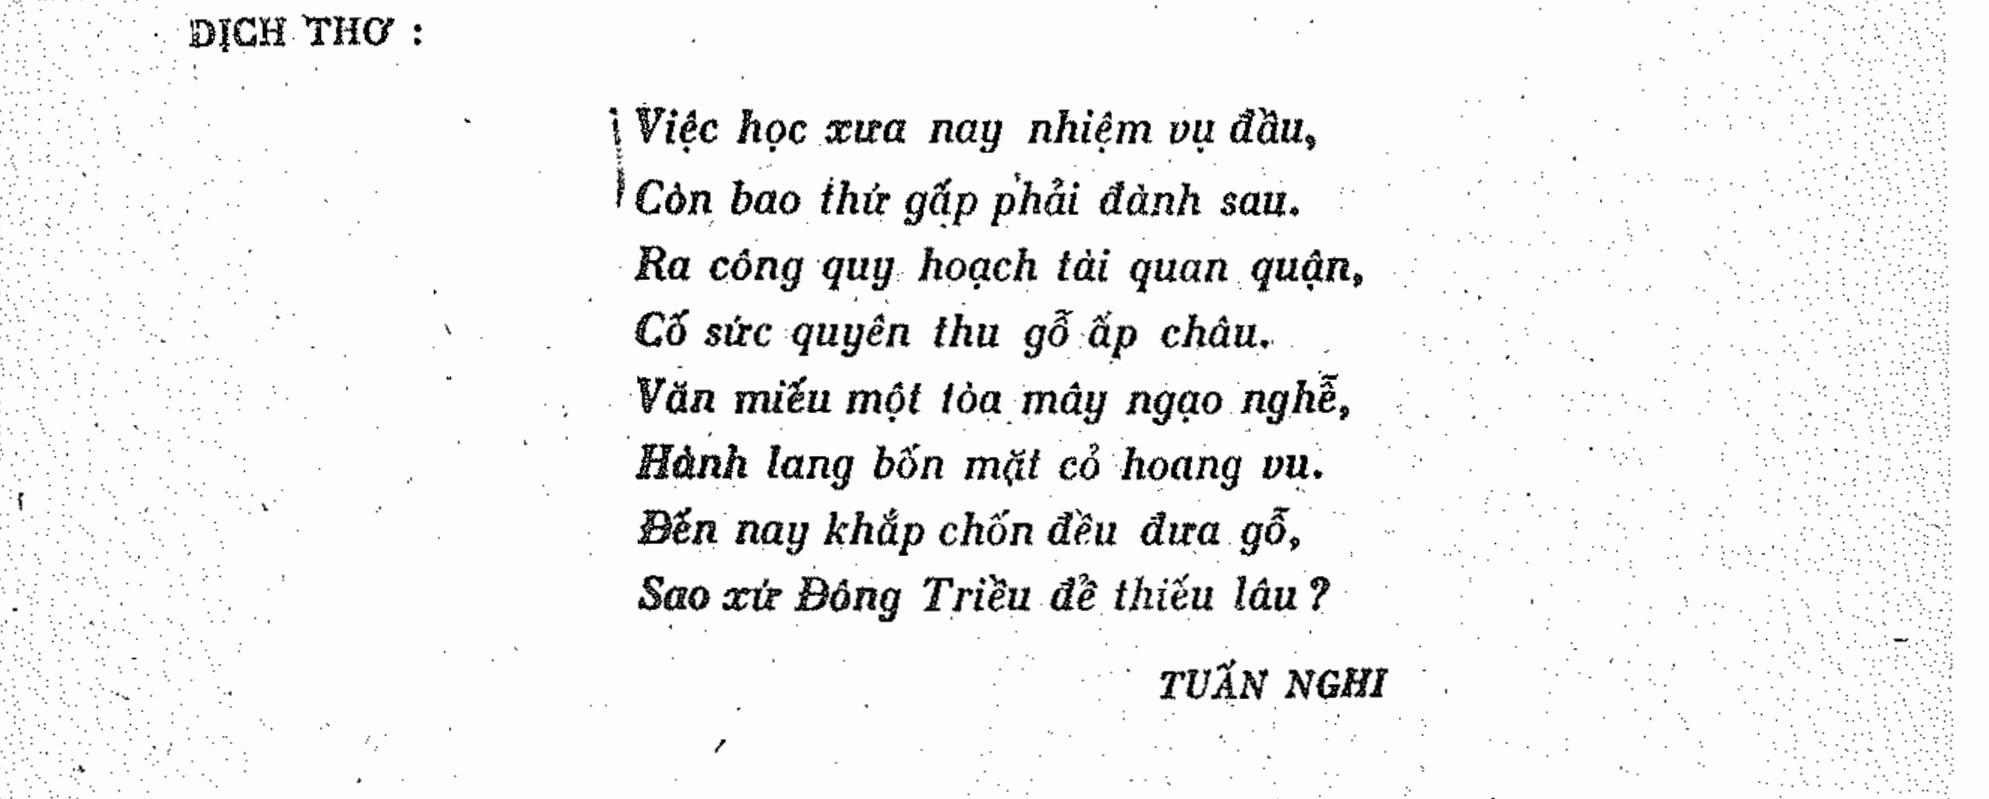 DỊCH THƠ :
Việc học xưa nay nhiệm vụ đầu,
Còn bao thứ gấp phải đành sau.
Ra công quy hoạch tài quan quận,
Cố sức quyên thu gỗ ấp châu.
Văn miếu một tòa mây ngạo nghễ,
Hành lang bốn mặt cỏ hoang vu.
Đến nay khắp chốn đều đưa gỗ,
Sao xứ Đông Triều để thiếu lâu ?
TUẤN NGHI